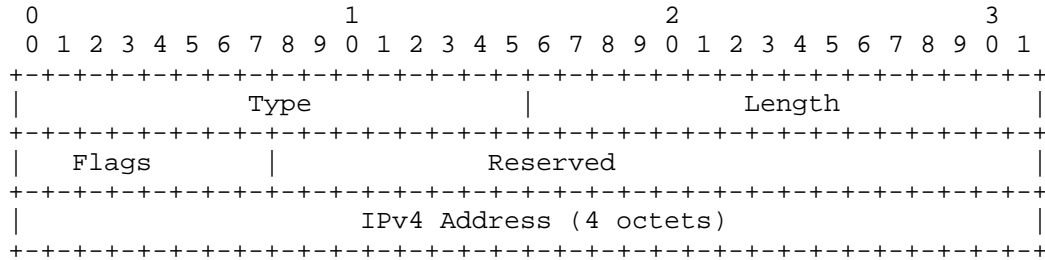 0                   1                   2                   3
 0 1 2 3 4 5 6 7 8 9 0 1 2 3 4 5 6 7 8 9 0 1 2 3 4 5 6 7 8 9 0 1
+-+-+-+-+-+-+-+-+-+-+-+-+-+-+-+-+-+-+-+-+-+-+-+-+-+-+-+-+-+-+-+-+
|              Type             |             Length            |
+-+-+-+-+-+-+-+-+-+-+-+-+-+-+-+-+-+-+-+-+-+-+-+-+-+-+-+-+-+-+-+-+
|   Flags       |             Reserved                          |
+-+-+-+-+-+-+-+-+-+-+-+-+-+-+-+-+-+-+-+-+-+-+-+-+-+-+-+-+-+-+-+-+
|                     IPv4 Address (4 octets)                   |
+-+-+-+-+-+-+-+-+-+-+-+-+-+-+-+-+-+-+-+-+-+-+-+-+-+-+-+-+-+-+-+-+